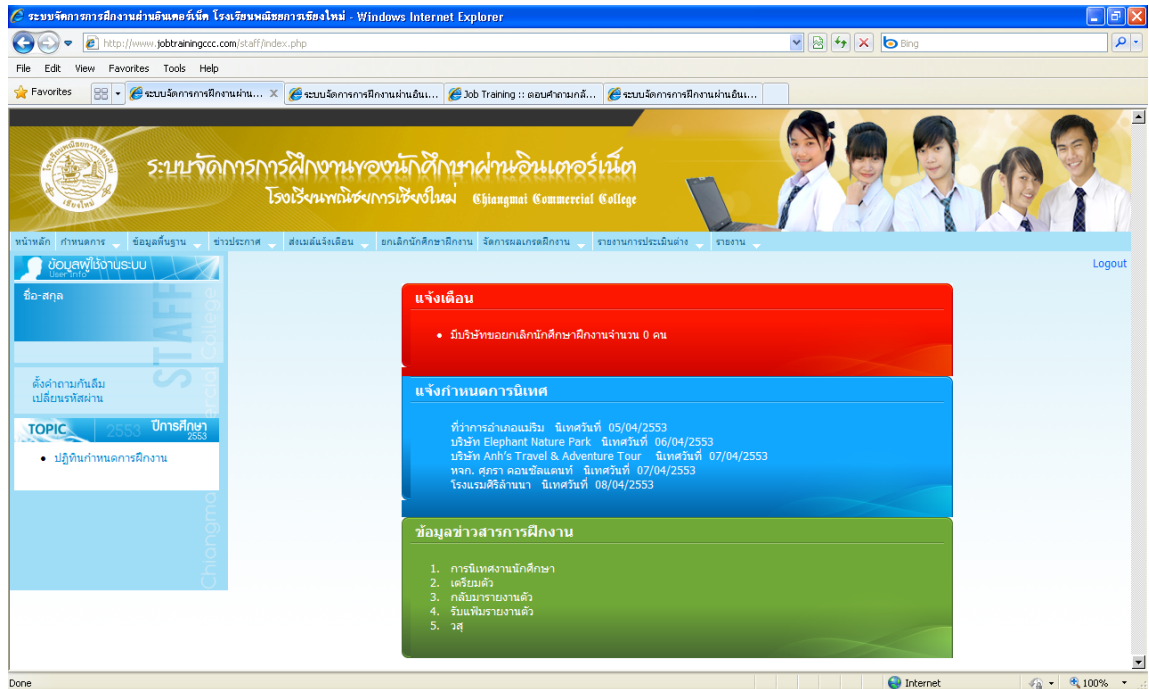 ระบบจัดการการฝึกงานผ่านอินเตอร์เน็ต โรงเรียนพณิชยการเชียงใหม่ - Windows Internet Explorer
http://www.jobtrainingccc.com/staff/index.php
Bing
File Edit View Favorites Tools Help
Favorites
ระบบจัดการการฝึกงานผ่าน...
ระบบจัดการการฝึกงานผ่านอินเ...
Job Training :: ตอบคำถามกลั...
ระบบจัดการการฝึกงานผ่านอินเ...
ระบบจัดการการฝึกงานของนักศึกษาผ่านอินเตอร์เน็ต
โรงเรียนพณิชยการเชียงใหม่ Chiangmai Commercial College
หน้าหลัก กำหนดการ ข้อมูลพื้นฐาน ข่าวประกาศ ส่งเมล์แจ้งเตือน ยกเลิกนักศึกษาฝึกงาน จัดการผลเกรดฝึกงาน รายงานการประเมินต่าง รายงาน
Logout
ข้อมูลผู้ใช้งานระบบ
User Info
ชื่อ-สกุล
STAFF
ตั้งคำถามกันลืม
เปลี่ยนรหัสผ่าน
TOPIC 2553 ปีการศึกษา
2553
ปฏิทินกำหนดการฝึกงาน
แจ้งเตือน
มีบริษัทขอยกเลิกนักศึกษาฝึกงานจำนวน 0 คน
แจ้งกำหนดการนิเทศ
ที่ว่าการอำเภอแม่ริม นิเทศวันที่ 05/04/2553
บริษัท Elephant Nature Park นิเทศวันที่ 06/04/2553
บริษัท Anh's Travel & Adventure Tour นิเทศวันที่ 07/04/2553
หจก. ศุภรา คอนซัลแตนท์ นิเทศวันที่ 07/04/2553
โรงแรมศิริล้านนา นิเทศวันที่ 08/04/2553
ข้อมูลข่าวสารการฝึกงาน
1. การนิเทศงานนักศึกษา
2. เตรียมตัว
3. กลับมารายงานตัว
4. รับแฟ้มรายงานตัว
5. วสุ
Done
Internet
100%